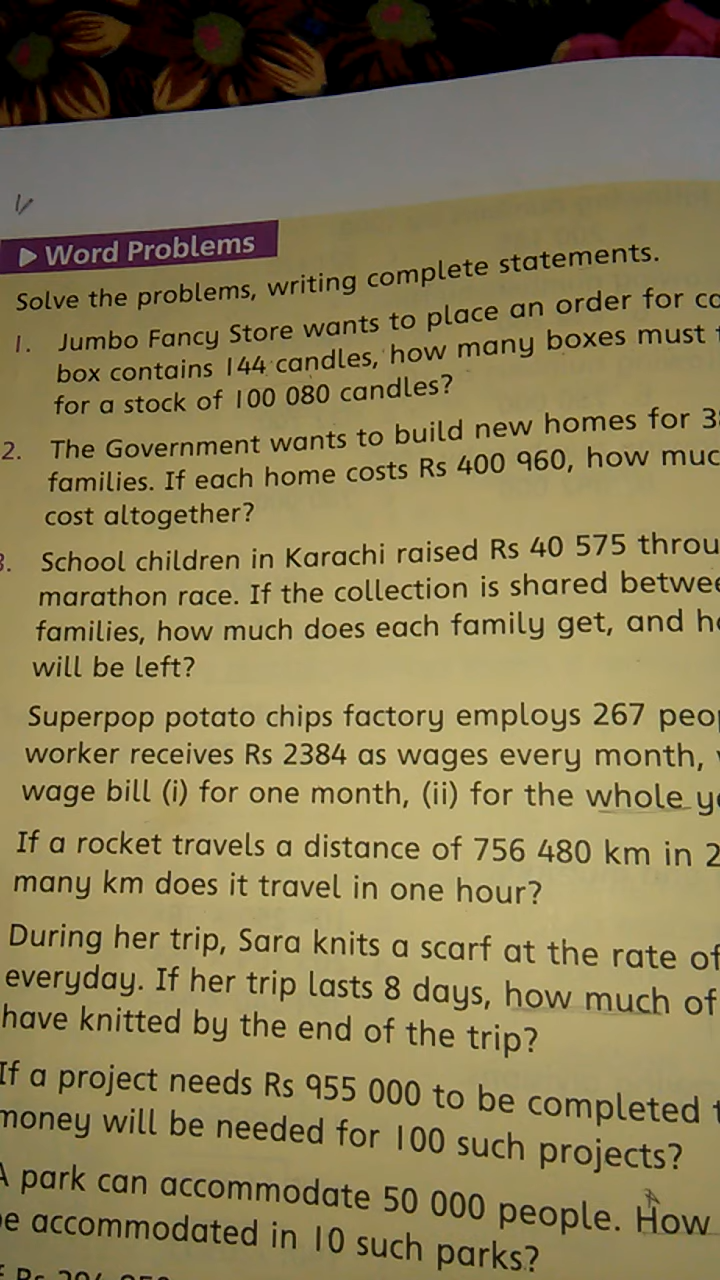 Word Problems
Solve the problems, writing complete statements.
1. Jumbo Fancy Store wants to place an order for
box contains 144 candles, how many boxes must
for a stock of 100 080 candles?
2. The Government wants to build new homes for
families. If each home costs Rs 400 960, how
cost altogether?
School children in Karachi raised Rs 40 575
marathon race. If the collection is shared
families, how much does each family get, and
will be left?
Superpop potato chips factory employs 267
worker receives Rs 2384 as wages every month,
wage bill (i) for one month, (ii) for the whole
If a rocket travels a distance of 756 480 km in
many km does it travel in one hour?
During her trip, Sara knits a scarf at the rate of
everyday. If her trip lasts 8 days, how much of
have knitted by the end of the trip?
If a project needs Rs 955 000 to be completed
money will be needed for 100 such projects?
A park can accommodate 50 000 people. How
accommodated in 10 such parks?
Rs